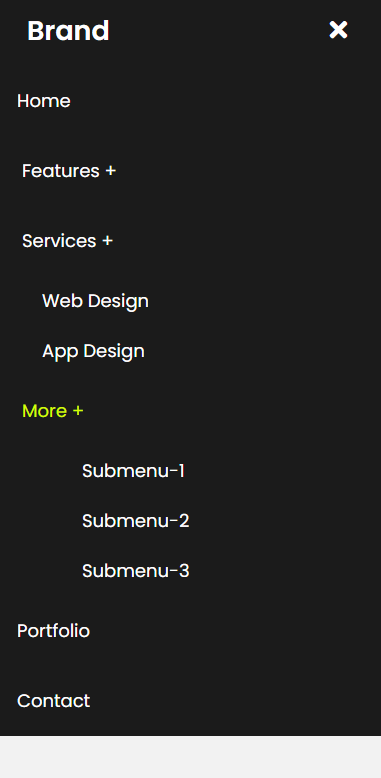 Brand
Home
Features +
Services +
Web Design
App Design
More +
Submenu-1
Submenu-2
Submenu-3
Portfolio
Contact